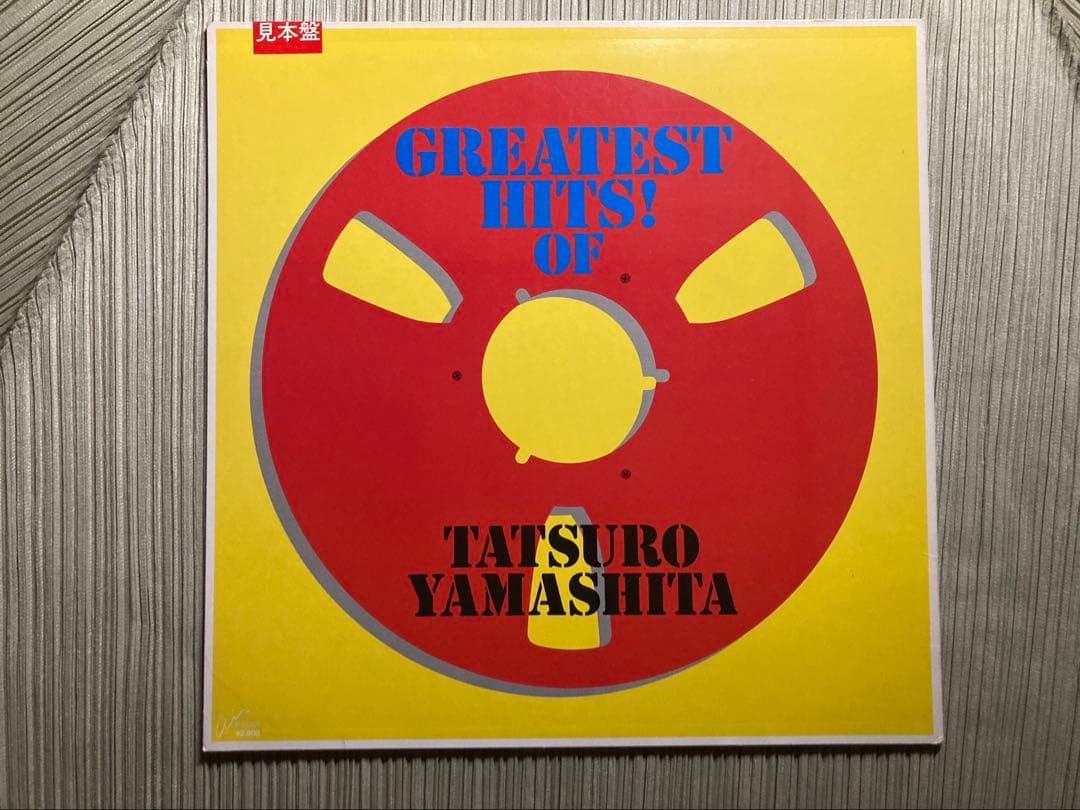 見本盤
GREATEST
HITS!
OF
TATSURO
YAMASHITA